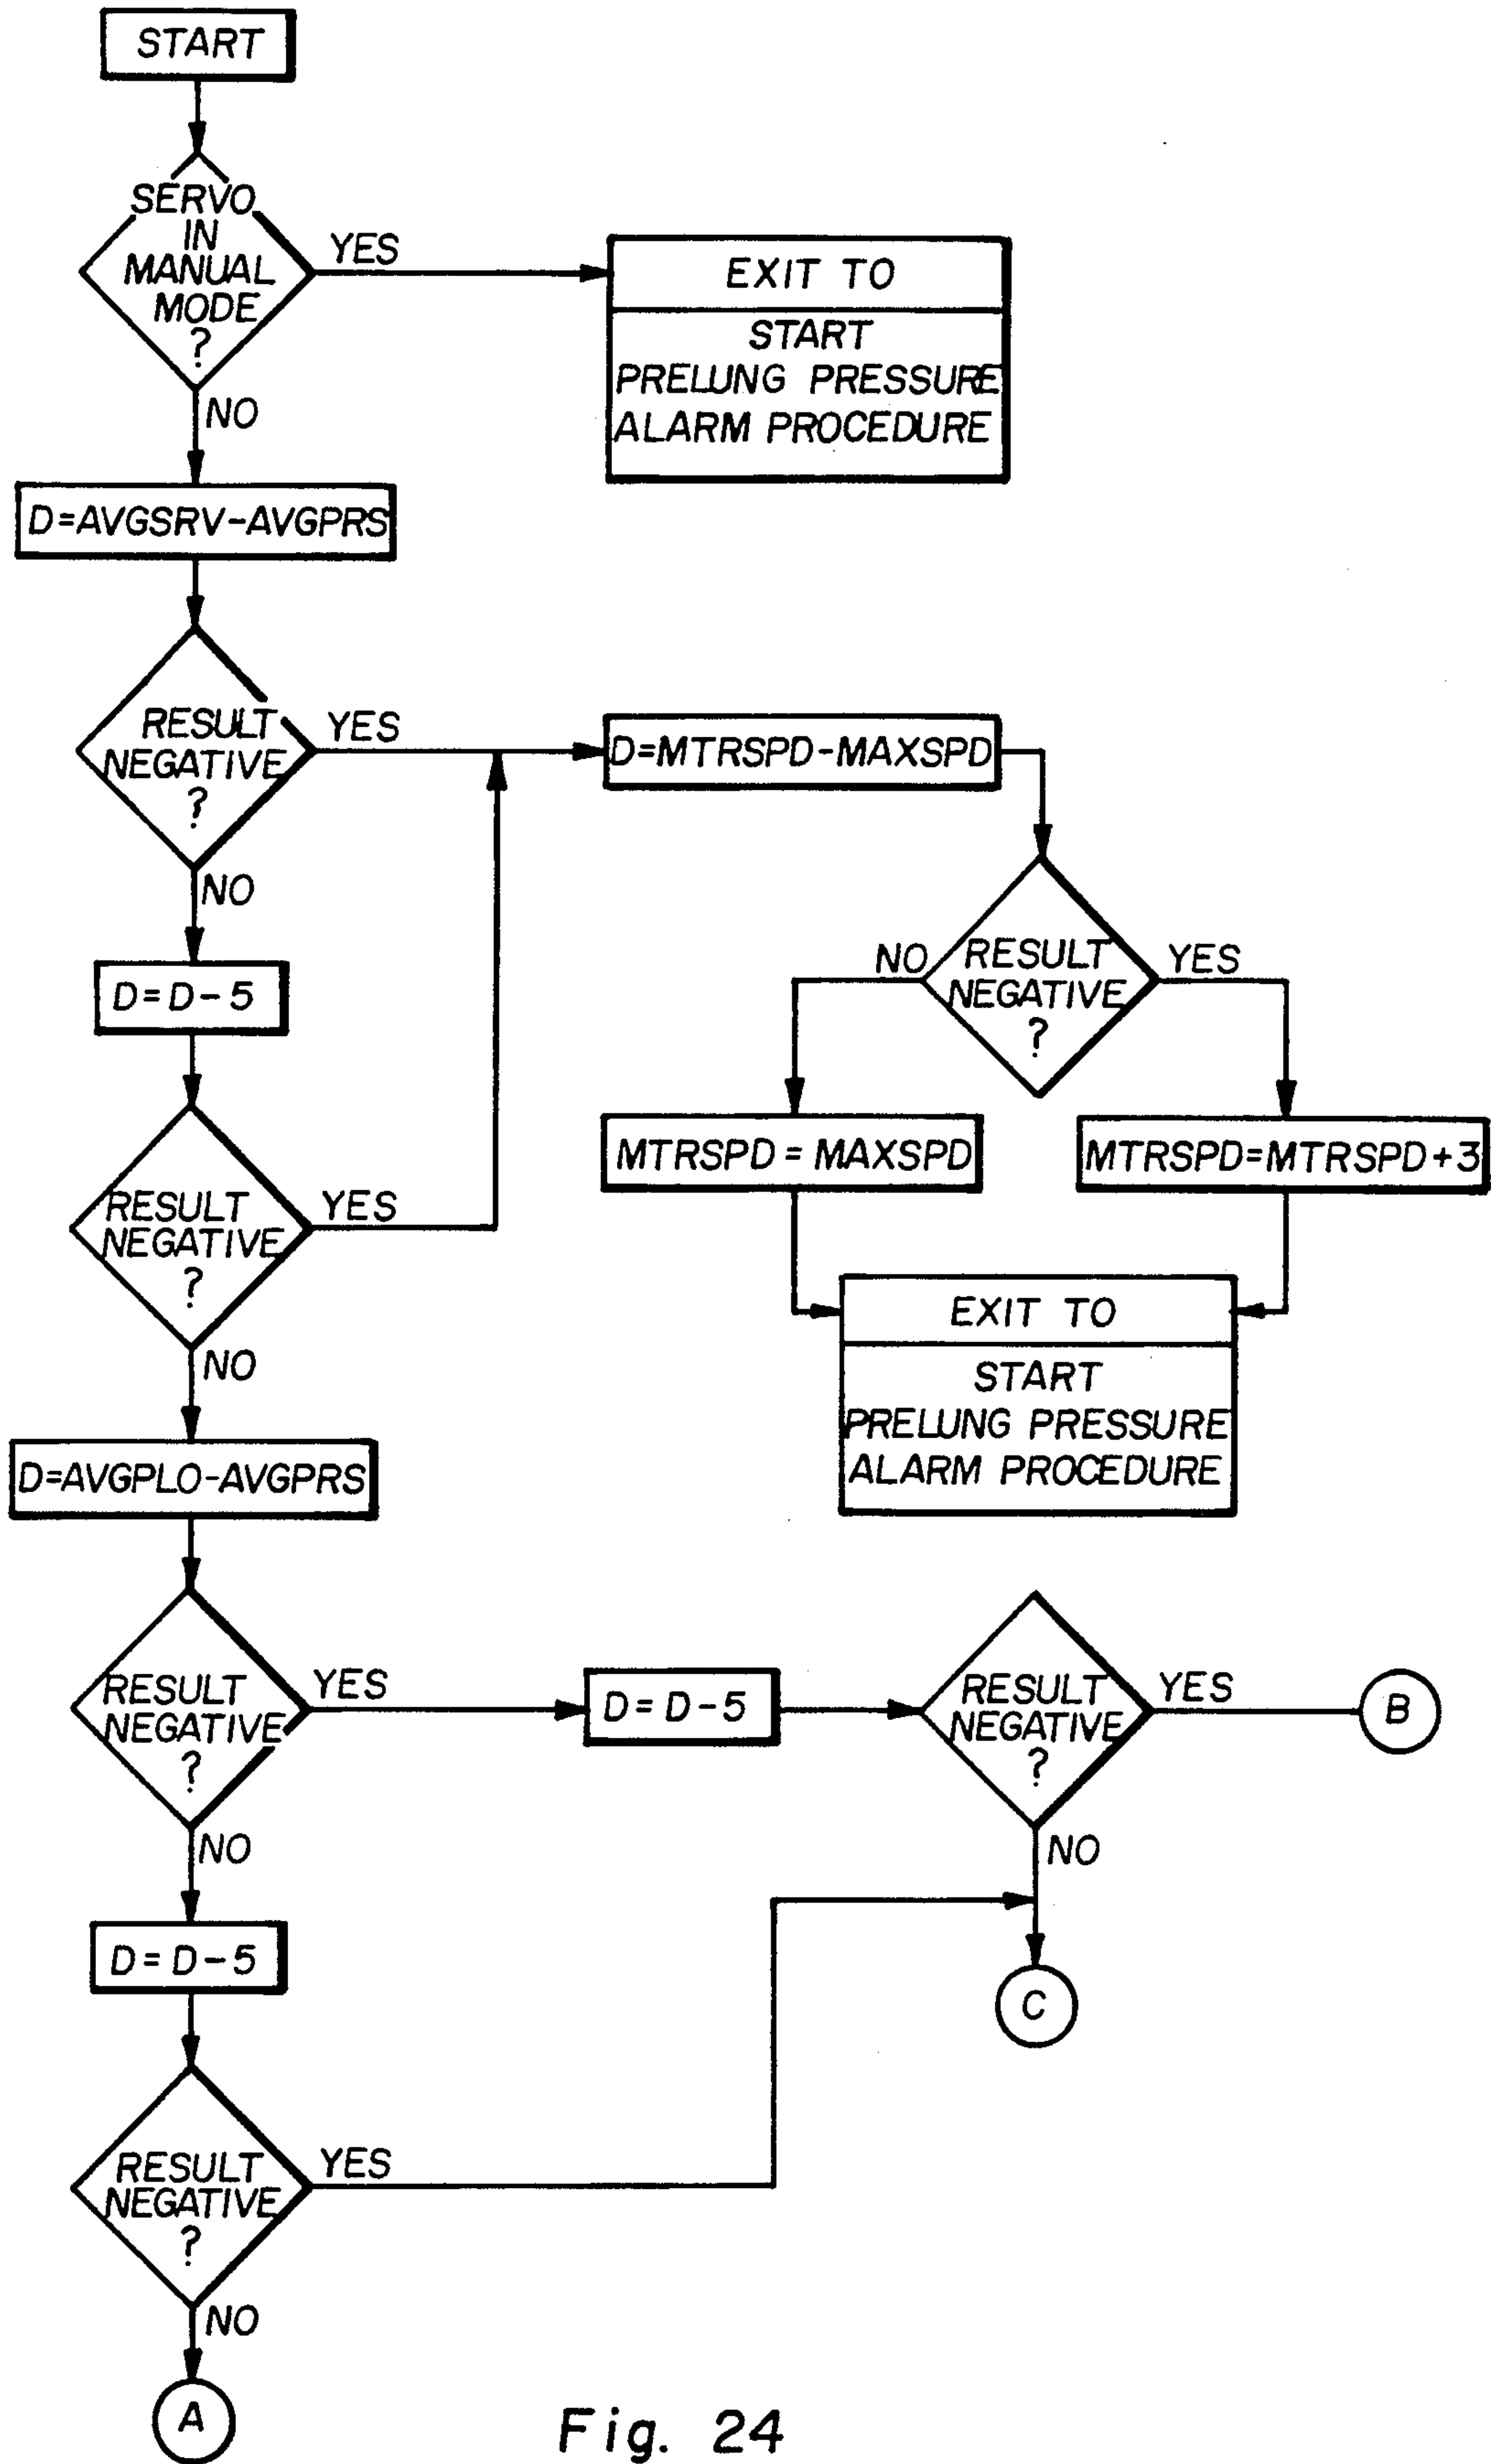 START
SERVO
IN
MANUAL
MODE
?
YES
NO
EXIT TO
START
PRELUNG PRESSURE
ALARM PROCEDURE
D=AVGSRV-AVGPRS
RESULT
NEGATIVE
?
YES
NO
D=MTRSPD-MAXSPD
RESULT
NEGATIVE
?
NO
YES
D=D-5
MTRSPD = MAXSPD
MTRSPD=MTRSPD+3
RESULT
NEGATIVE
?
YES
NO
EXIT TO
START
PRELUNG PRESSURE
ALARM PROCEDURE
D=AVGPLO-AVGPRS
RESULT
NEGATIVE
?
YES
NO
D=D-5
RESULT
NEGATIVE
?
YES
B
NO
C
D=D-5
RESULT
NEGATIVE
?
YES
NO
A
Fig. 24